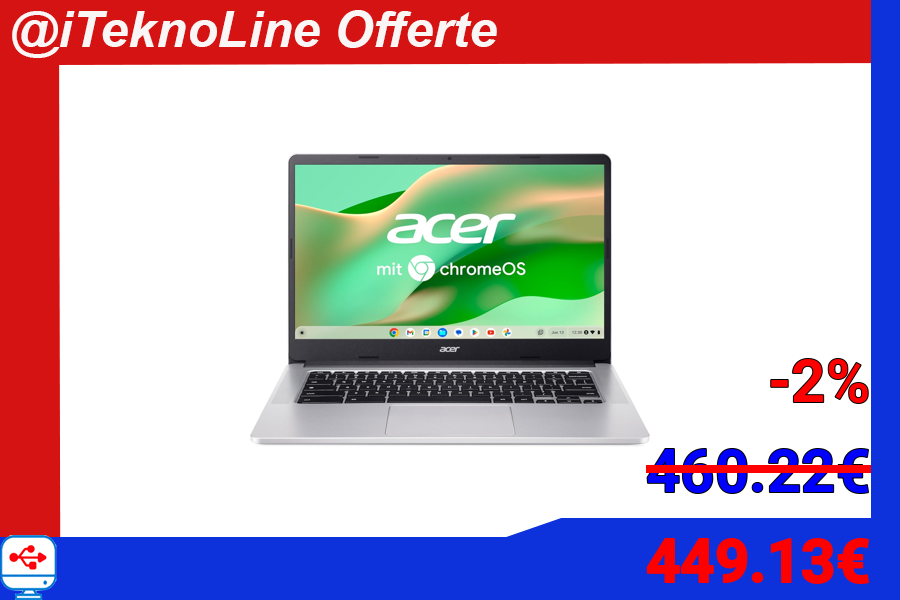 @iTeknoLine Offerte
acer
mit chromeOS
acer
-2%
460.22€
449.13€